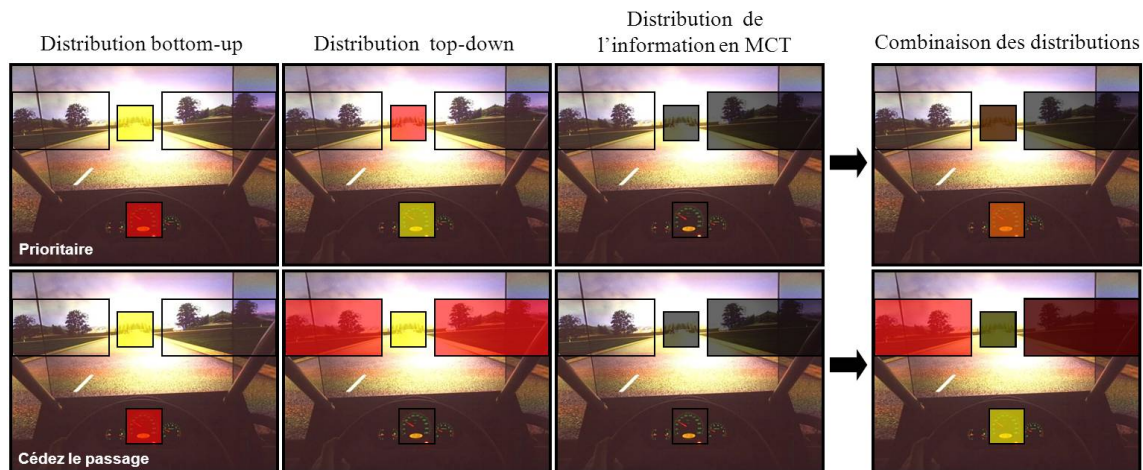 Distribution bottom-up
Distribution top-down
Distribution de
l'information en MCT
Combinaison des distributions
Prioritaire
Cédez le passage